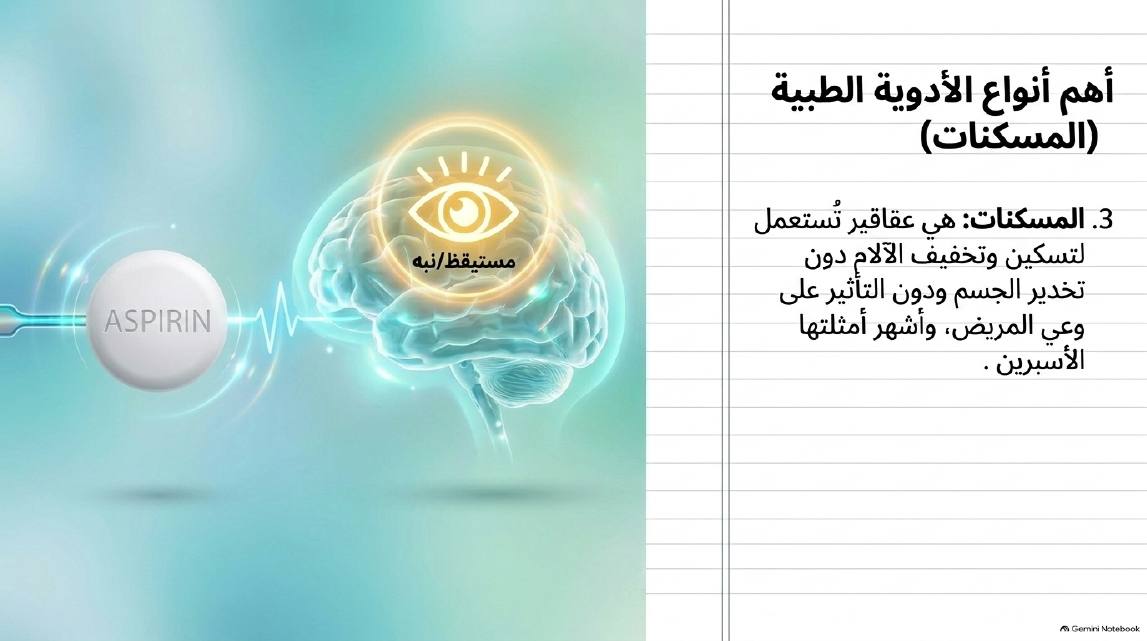 أهم أنواع الأدوية الطبية
(المسكنات)
3. المسكنات: هي عقاقير تُستعمل
لتسكين وتخفيف الآلام دون
تخدير الجسم ودون التأثير على
وعي المريض، وأشهر أمثلتها
الأسبرين .
مستيقظ/نبه
ASPIRIN
Gemini Notebook